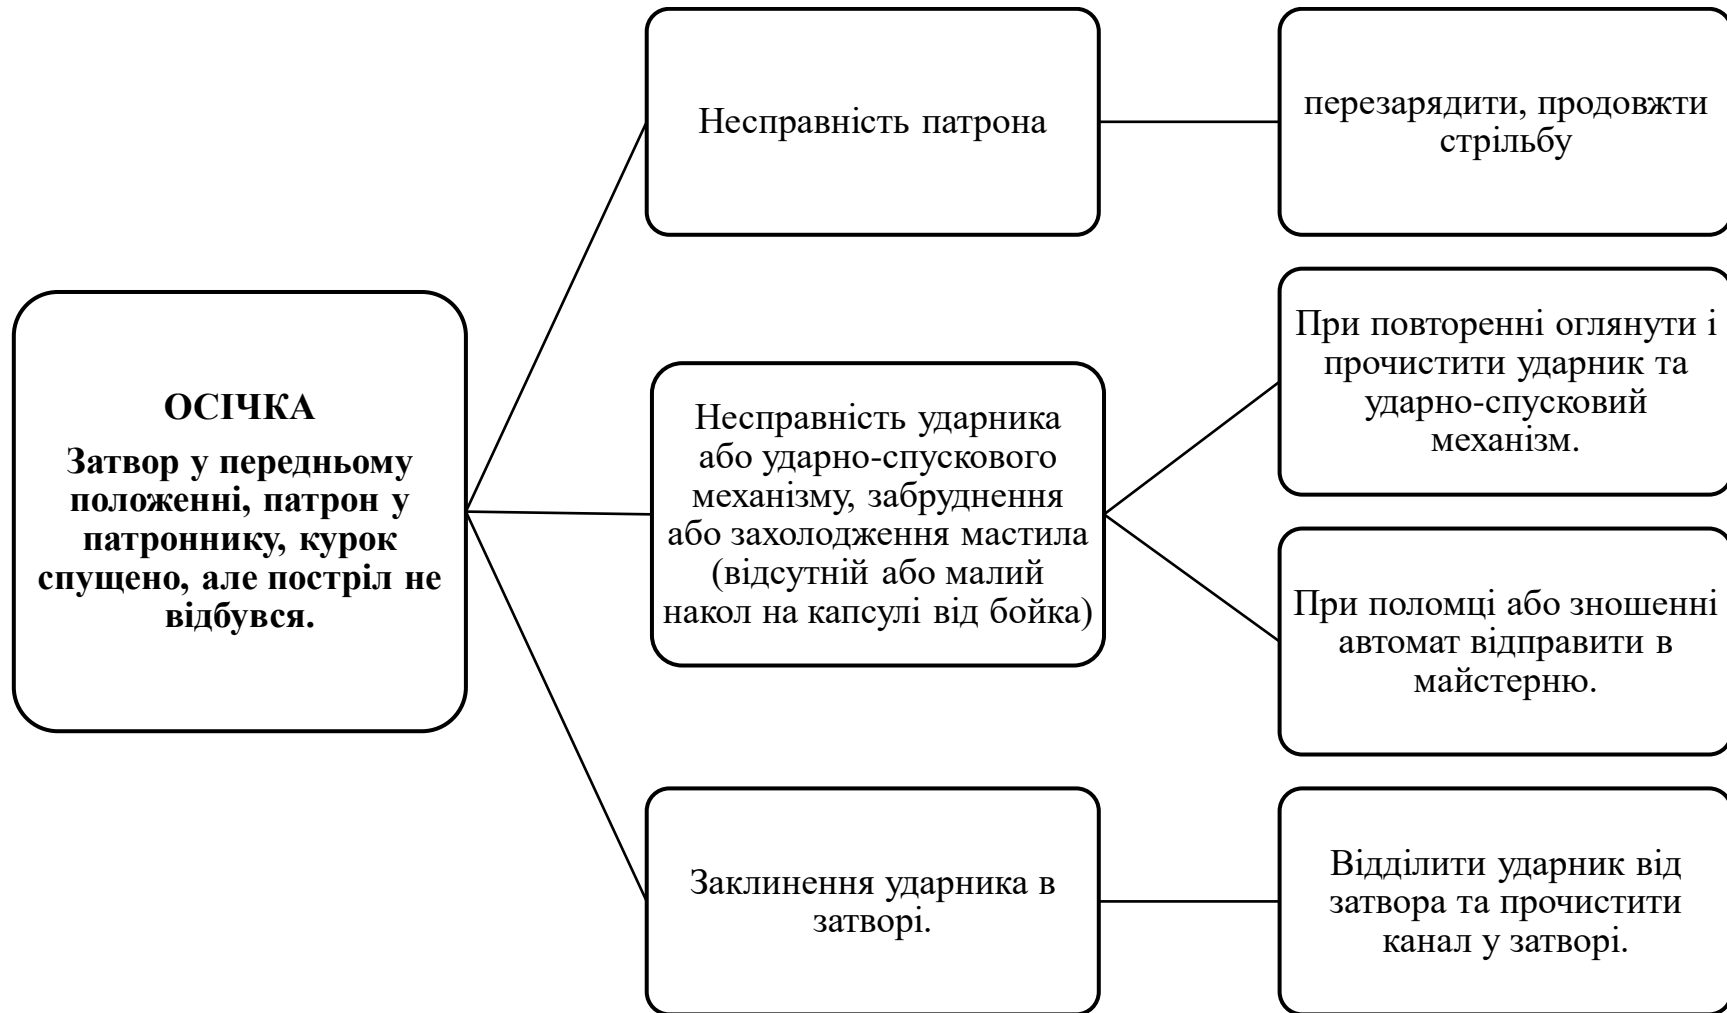 ОСІЧКА
Затвор у передньому
положенні, патрон у
патроннику, курок
спущено, але постріл не
відбувся.
Несправність патрона
перезарядити, продовжти
стрільбу
Несправність ударника
або ударно-спускового
механізму, забруднення
або захолодження мастила
(відсутній або малий
накол на капсулі від бойка)
При повторенні оглянути і
прочистити ударник та
ударно-спусковий
механізм.
При поломці або зношенні
автомат відправити в
майстерню.
Заклинення ударника в
затворі.
Відділити ударник від
затвора та прочистити
канал у затворі.